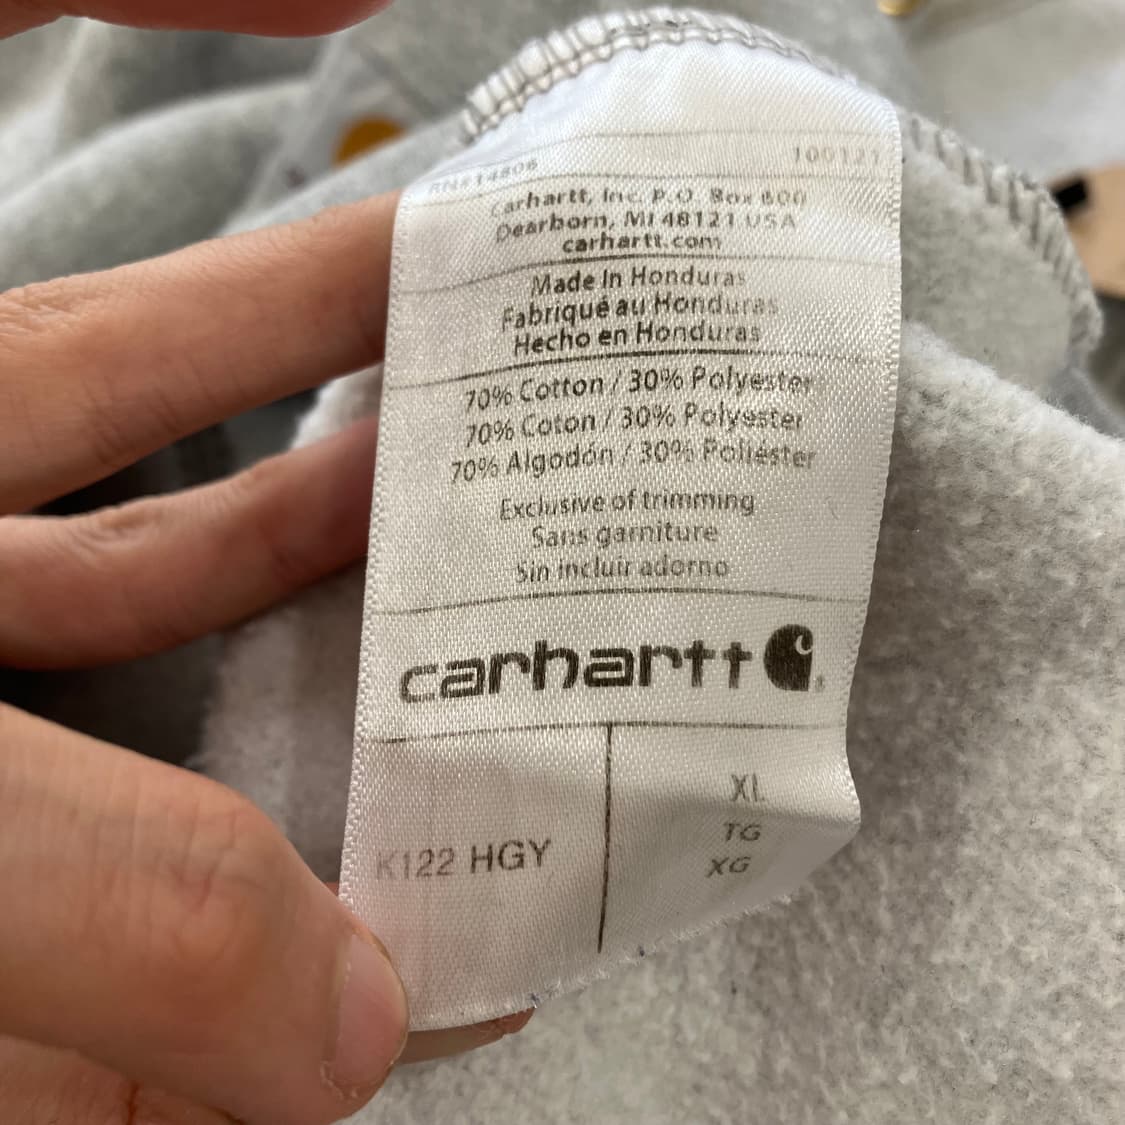 RN#14806 100121
Carhartt, Inc. P.O. Box 600
Dearborn, MI 48121 USA
carhartt.com
Made In Honduras
Fabriqué au Honduras
Hecho en Honduras
70% Cotton / 30% Polyester
70% Coton / 30% Polyester
70% Algodón / 30% Poliéster
Exclusive of trimming
Sans garniture
Sin incluir adorno
carhartt
XL
TG
K122 HGY XG